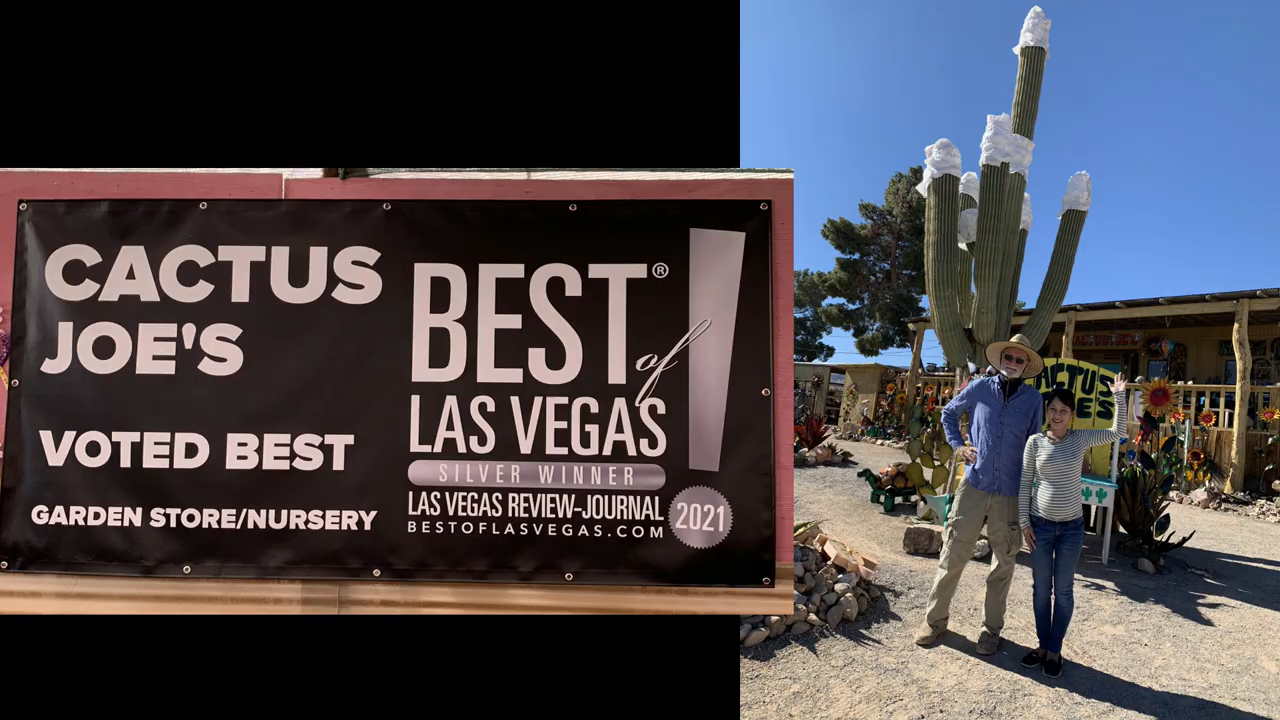 CACTUS
JOE'S
VOTED BEST
GARDEN STORE/NURSERY
BEST®
of
LAS VEGAS
!
SILVER WINNER
LAS VEGAS REVIEW-JOURNAL
BESTOFLASVEGAS.COM
2021
CACTUS